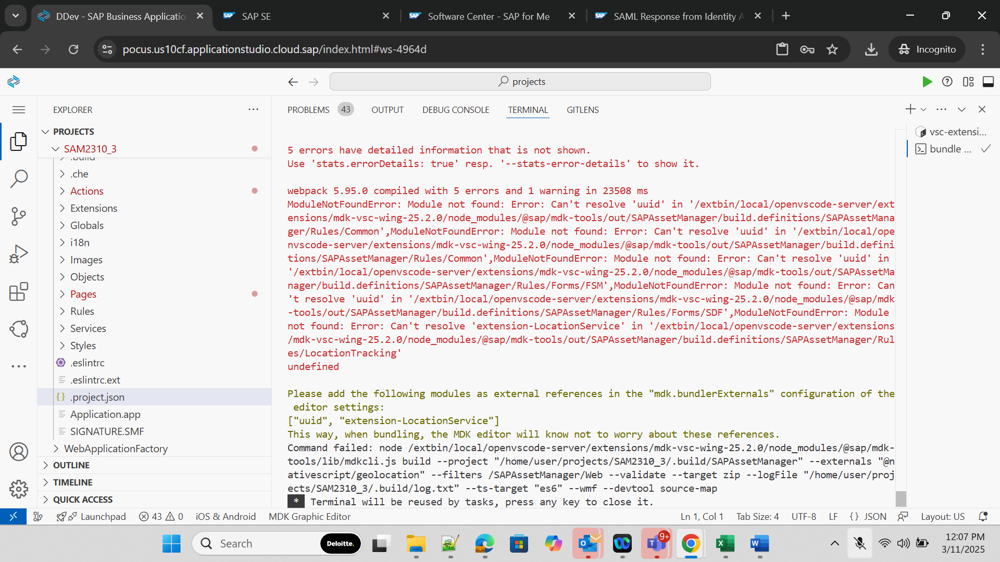 DDev - SAP Business Applicatio
SAP SE
Software Center - SAP for Me
SAML Response from Identity A
pocus.us10cf.applicationstudio.cloud.sap/index.html#ws-4964d
Incognito
projects
EXPLORER
PROJECTS
SAM2310_3
.build
.che
Actions
Extensions
Globals
i18n
Images
Objects
Pages
Rules
Services
Styles
.eslintrc
.eslintrc.ext
.project.json
Application.app
SIGNATURE.SMF
WebApplicationFactory
OUTLINE
TIMELINE
QUICK ACCESS
PROBLEMS 43 OUTPUT DEBUG CONSOLE TERMINAL GITLENS
vsc-extensi...
bundle ...
5 errors have detailed information that is not shown.
Use 'stats.errorDetails: true' resp. '--stats-error-details' to show it.
webpack 5.95.0 compiled with 5 errors and 1 warning in 23508 ms
ModuleNotFoundError: Module not found: Error: Can't resolve 'uuid' in '/extbin/local/openvscode-server/ext
ensions/mdk-vsc-wing-25.2.0/node_modules/@sap/mdk-tools/out/SAPAssetManager/build.definitions/SAPAssetMana
ger/Rules/Common',ModuleNotFoundError: Module not found: Error: Can't resolve 'uuid' in '/extbin/local/ope
nvscode-server/extensions/mdk-vsc-wing-25.2.0/node_modules/@sap/mdk-tools/out/SAPAssetManager/build.defini
tions/SAPAssetManager/Rules/Common',ModuleNotFoundError: Module not found: Error: Can't resolve 'uuid' in
'/extbin/local/openvscode-server/extensions/mdk-vsc-wing-25.2.0/node_modules/@sap/mdk-tools/out/SAPAssetMa
nager/build.definitions/SAPAssetManager/Rules/Forms/FSM',ModuleNotFoundError: Module not found: Error: Can
't resolve 'uuid' in '/extbin/local/openvscode-server/extensions/mdk-vsc-wing-25.2.0/node_modules/@sap/mdk
-tools/out/SAPAssetManager/build.definitions/SAPAssetManager/Rules/Forms/SDF',ModuleNotFoundError: Module
not found: Error: Can't resolve 'extension-LocationService' in '/extbin/local/openvscode-server/extensions
/mdk-vsc-wing-25.2.0/node_modules/@sap/mdk-tools/out/SAPAssetManager/build.definitions/SAPAssetManager/Rul
es/LocationTracking'
undefined
Please add the following modules as external references in the "mdk.bundlerExternals" configuration of the
editor settings:
["uuid", "extension-LocationService"]
This way, when bundling, the MDK editor will know not to worry about these references.
Command failed: node /extbin/local/openvscode-server/extensions/mdk-vsc-wing-25.2.0/node_modules/@sap/mdk-
tools/lib/mdkcli.js build --project "/home/user/projects/SAM2310_3/.build/SAPAssetManager" --externals "@n
ativescript/geolocation" --filters /SAPAssetManager/Web --validate --target zip --logFile "/home/user/proj
ects/SAM2310_3/.build/log.txt" --ts-target "es6" --wmf --devtool source-map
* Terminal will be reused by tasks, press any key to close it.
Launchpad 43 0 iOS & Android MDK Graphic Editor Ln 1, Col 1 Tab Size: 4 UTF-8 LF {} JSON Layout: US
Search Deloitte. 9+
12:07 PM
3/11/2025